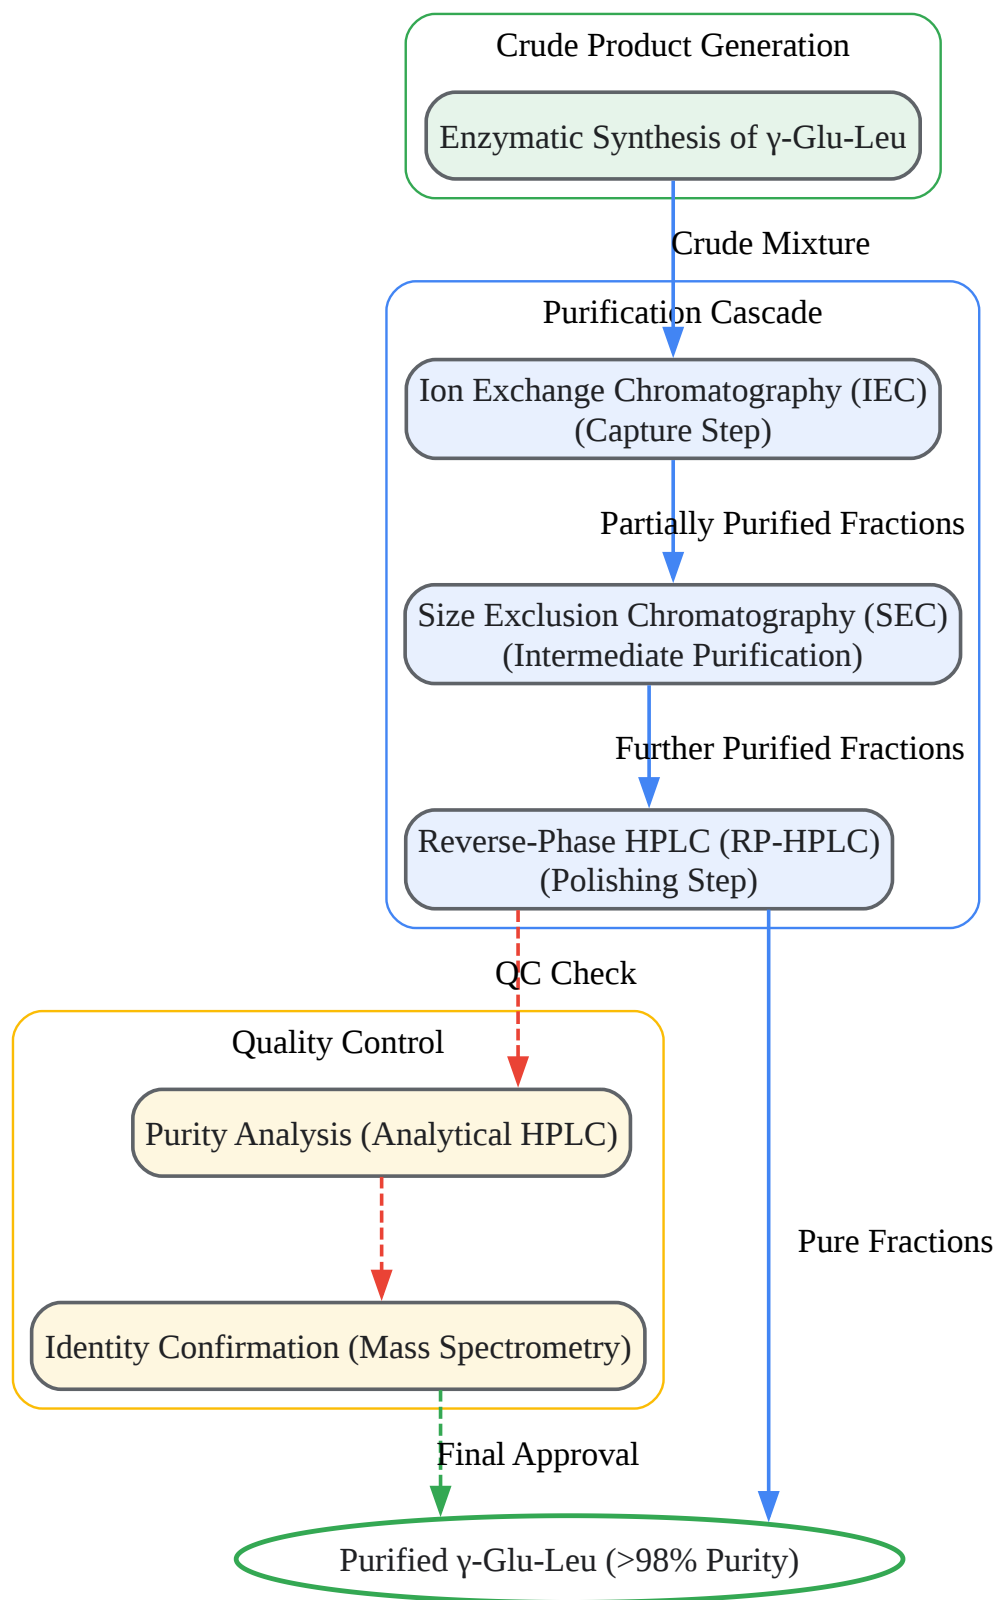 Crude Product Generation
Enzymatic Synthesis of γ-Glu-Leu
Crude Mixture
Purification Cascade
Ion Exchange Chromatography (IEC)
(Capture Step)
Partially Purified Fractions
Size Exclusion Chromatography (SEC)
(Intermediate Purification)
Further Purified Fractions
Reverse-Phase HPLC (RP-HPLC)
(Polishing Step)
QC Check
Quality Control
Purity Analysis (Analytical HPLC)
Pure Fractions
Identity Confirmation (Mass Spectrometry)
Final Approval
Purified γ-Glu-Leu (>98% Purity)